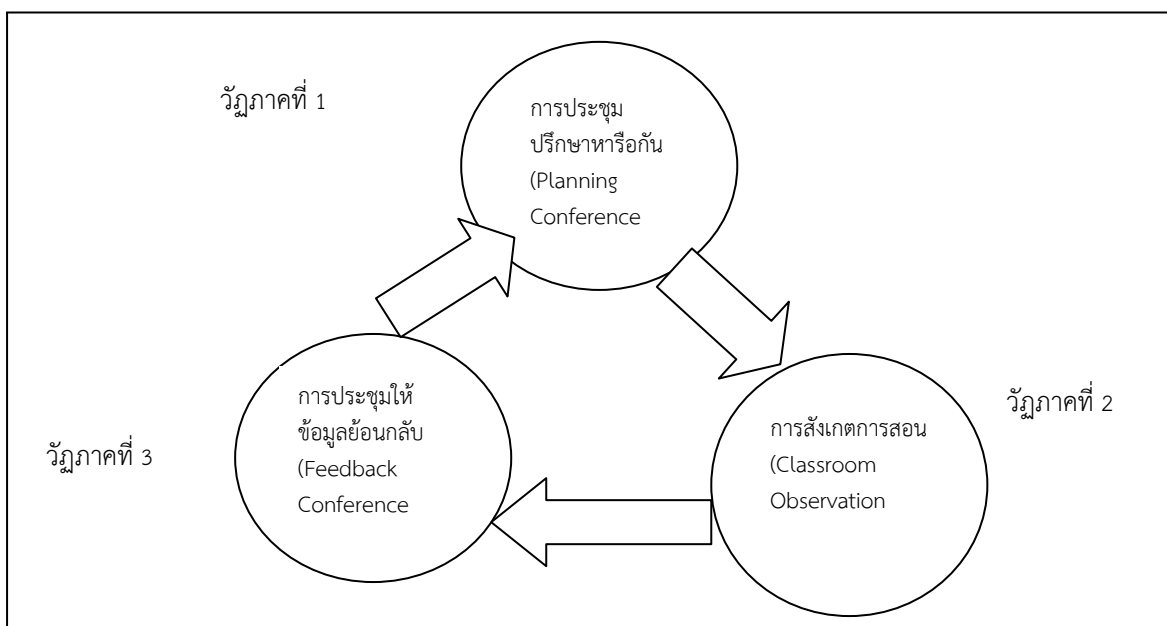 วัฏภาคที่ 1
การประชุม
ปรึกษาหารือกัน
(Planning
Conference
วัฏภาคที่ 2
การสังเกตการสอน
(Classroom
Observation
วัฏภาคที่ 3
การประชุมให้
ข้อมูลย้อนกลับ
(Feedback
Conference